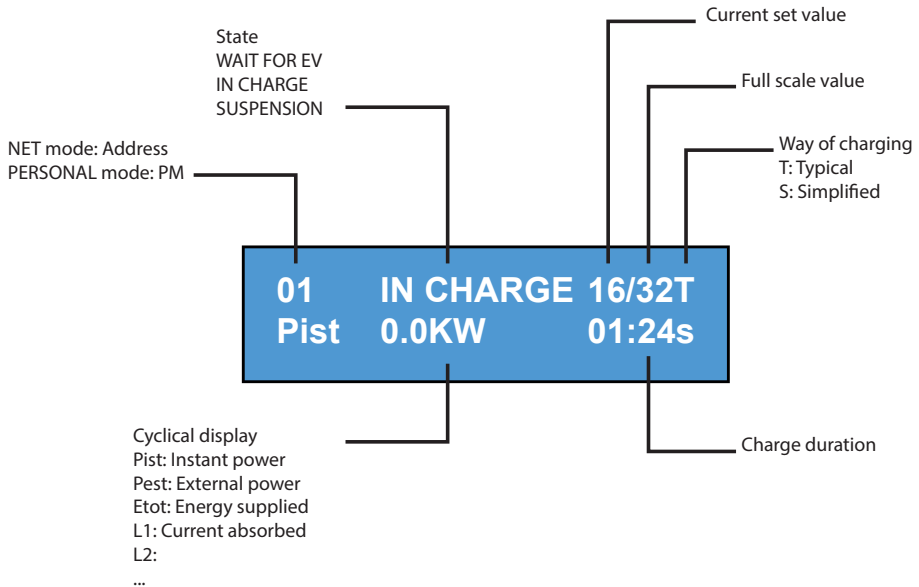 Current set value
State
WAIT FOR EV
IN CHARGE
SUSPENSION
Full scale value
NET mode: Address
PERSONAL mode: PM
Way of charging
T: Typical
S: Simplified
01 IN CHARGE 16/32T
Pist 0.0KW 01:24s
Cyclical display
Pist: Instant power
Pest: External power
Etot: Energy supplied
L1: Current absorbed
L2:
...
Charge duration